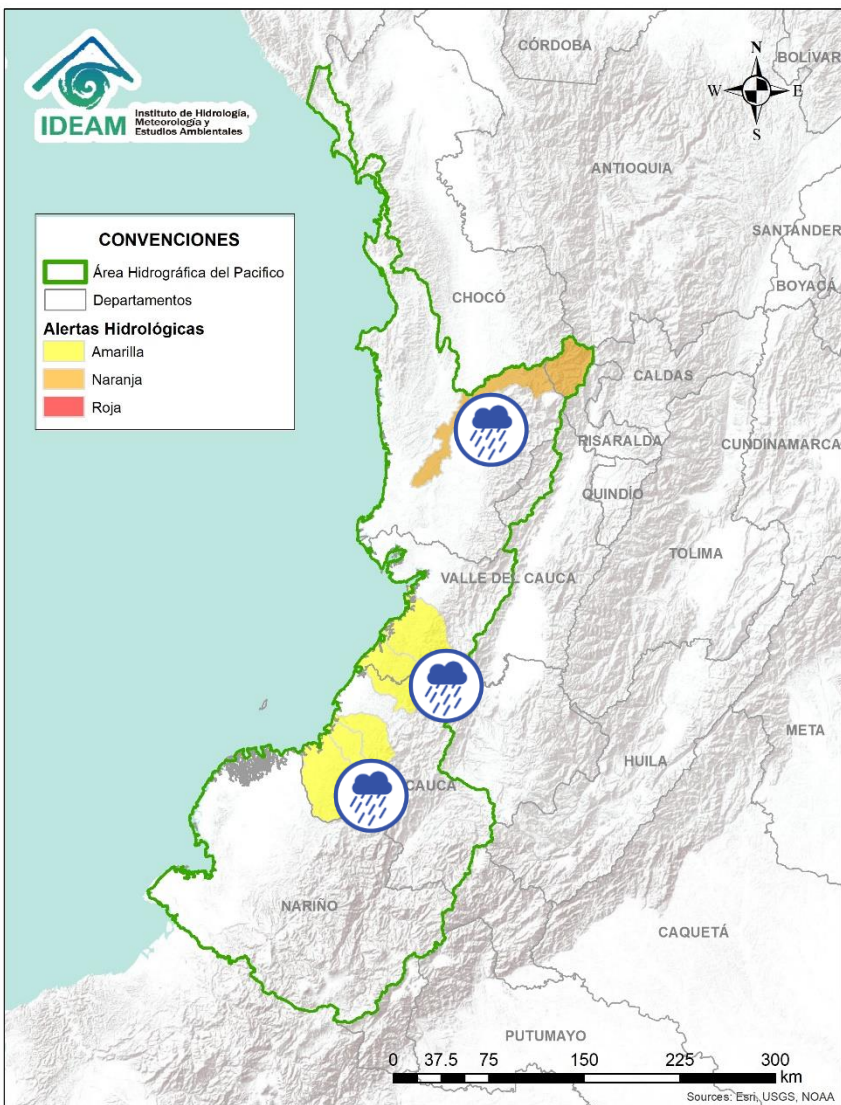 IDEAM
Instituto de Hidrología,
Meteorología y
Estudios Ambientales
CÓRDOBA
BOLÍVAR
N
W
E
S
ANTIOQUIA
SANTÁNDER
BOYACÁ
CONVENCIONES
Área Hidrográfica del Pacifico
Departamentos
Alertas Hidrológicas
Amarilla
Naranja
Roja
CHOCÓ
CALDAS
RISARALDA
CUNDINAMARCA
QUINDÍO
TOLIMA
VALLE DEL CAUCA
META
HUILA
CAUCA
NARIÑO
CAQUETÁ
PUTUMAYO
0 37.5 75 150 225 300
km
Sources: Esri, USGS, NOAA